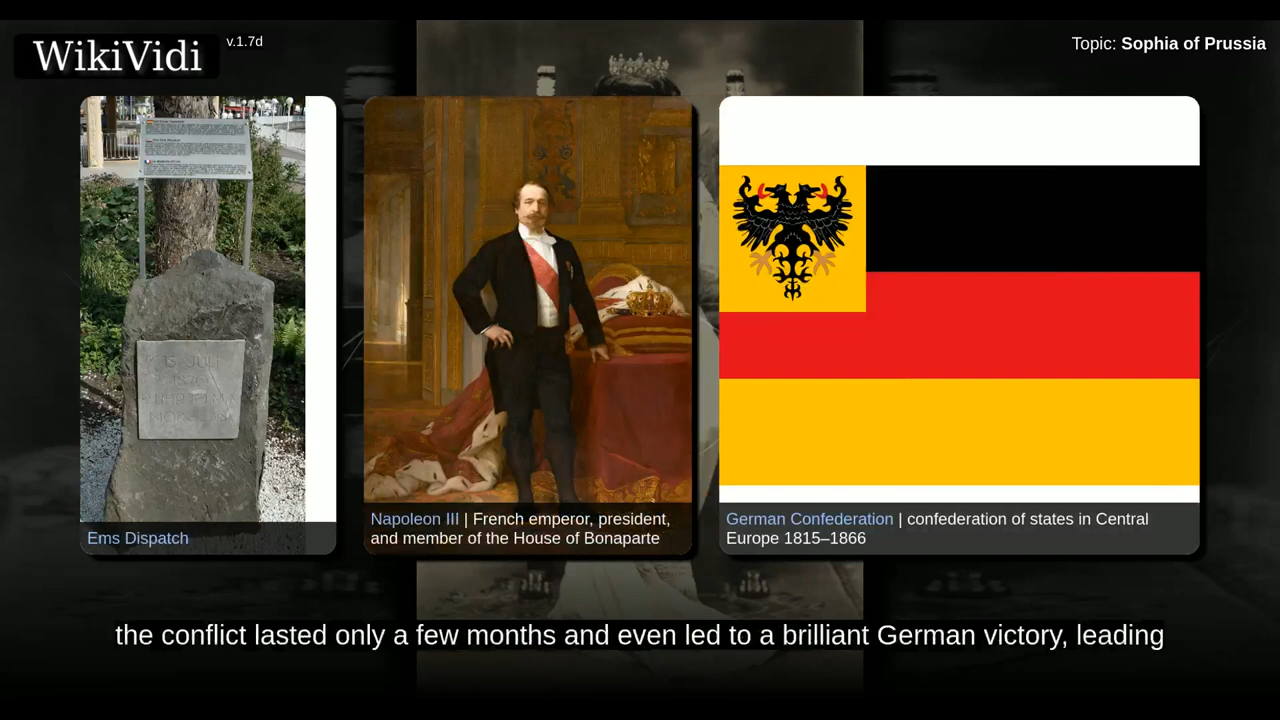 WikiVidi
v.1.7d
Topic: Sophia of Prussia
Ems Dispatch
Napoleon III | French emperor, president,
and member of the House of Bonaparte
German Confederation | confederation of states in Central
Europe 1815–1866
the conflict lasted only a few months and even led to a brilliant German victory, leading